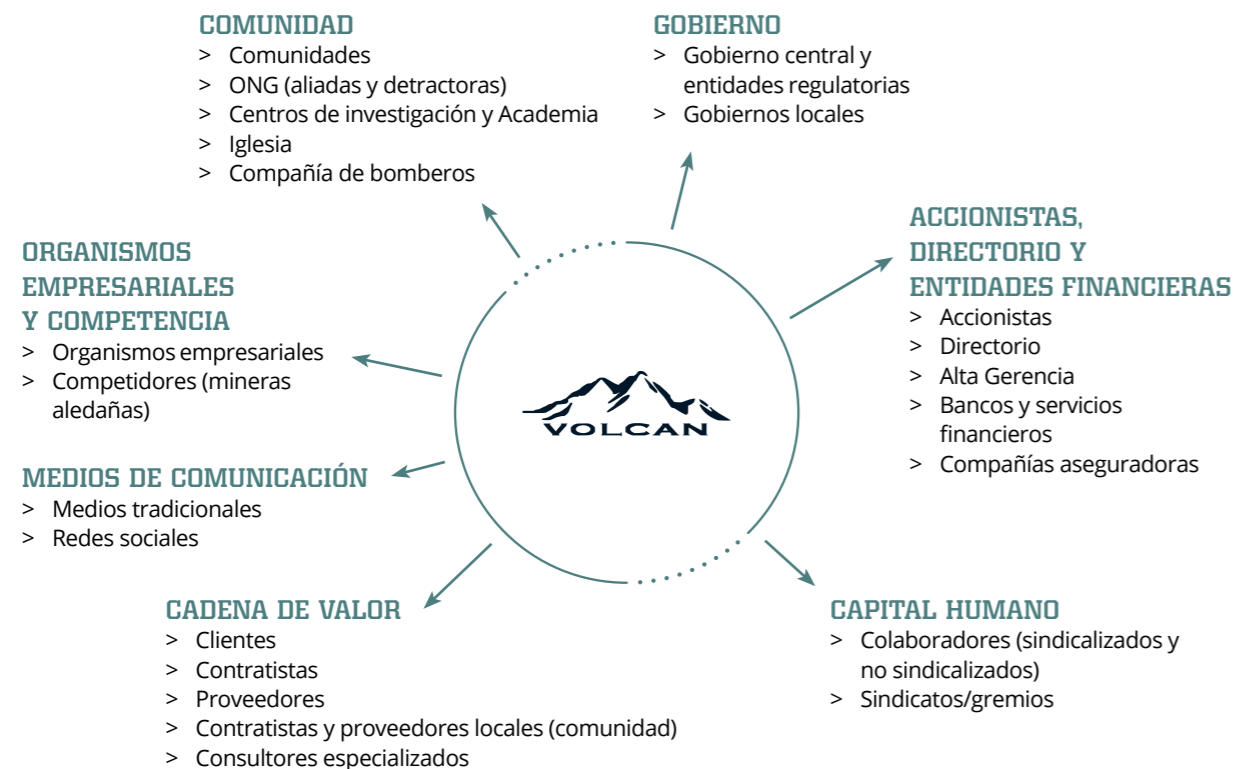 COMUNIDAD
> Comunidades
> ONG (aliadas y detractoras)
> Centros de investigación y Academia
> Iglesia
> Compañía de bomberos
GOBIERNO
> Gobierno central y
entidades regulatorias
> Gobiernos locales
ACCIONISTAS,
DIRECTORIO Y
ENTIDADES FINANCIERAS
> Accionistas
> Directorio
> Alta Gerencia
> Bancos y servicios
financieros
> Compañías aseguradoras
ORGANISMOS
EMPRESARIALES
Y COMPETENCIA
> Organismos empresariales
> Competidores (mineras
aledañas)
VOLCAN
MEDIOS DE COMUNICACIÓN
> Medios tradicionales
> Redes sociales
CADENA DE VALOR
> Clientes
> Contratistas
> Proveedores
> Contratistas y proveedores locales (comunidad)
> Consultores especializados
CAPITAL HUMANO
> Colaboradores (sindicalizados y
no sindicalizados)
> Sindicatos/gremios